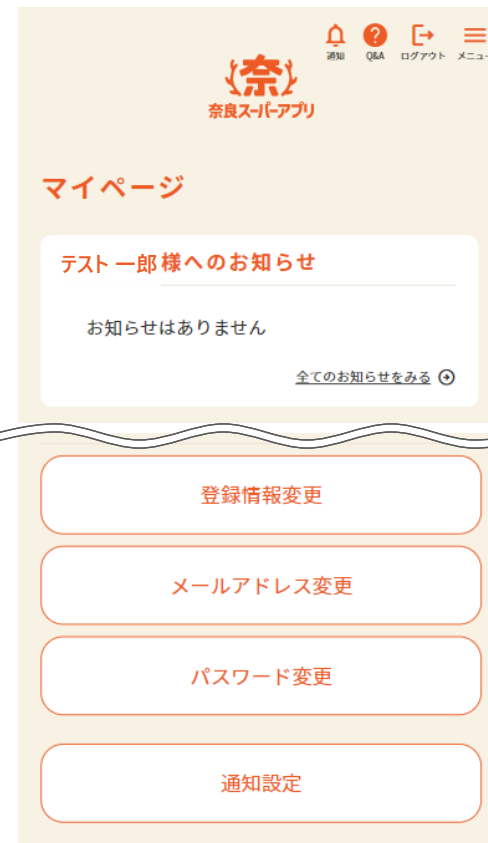 通知 Q&A ログアウト メニュー
奈
奈良スーパーアプリ
マイページ
テスト 一郎 様へのお知らせ
お知らせはありません
全てのお知らせをみる
登録情報変更
メールアドレス変更
パスワード変更
通知設定